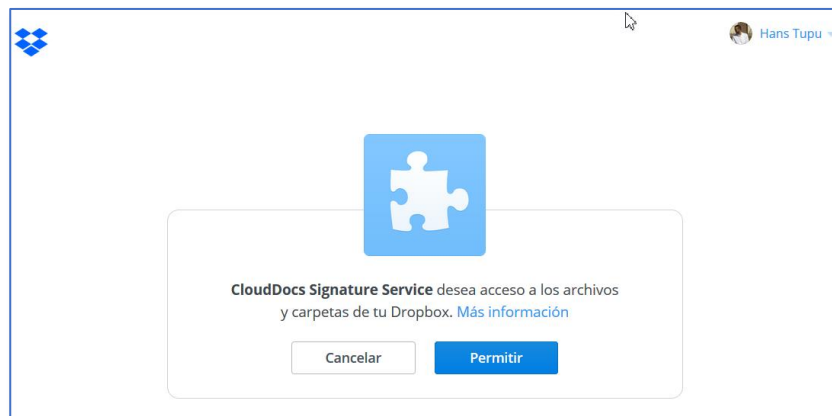 Hans Tupu
CloudDocs Signature Service desea acceso a los archivos
y carpetas de tu Dropbox. Más información
Cancelar
Permitir